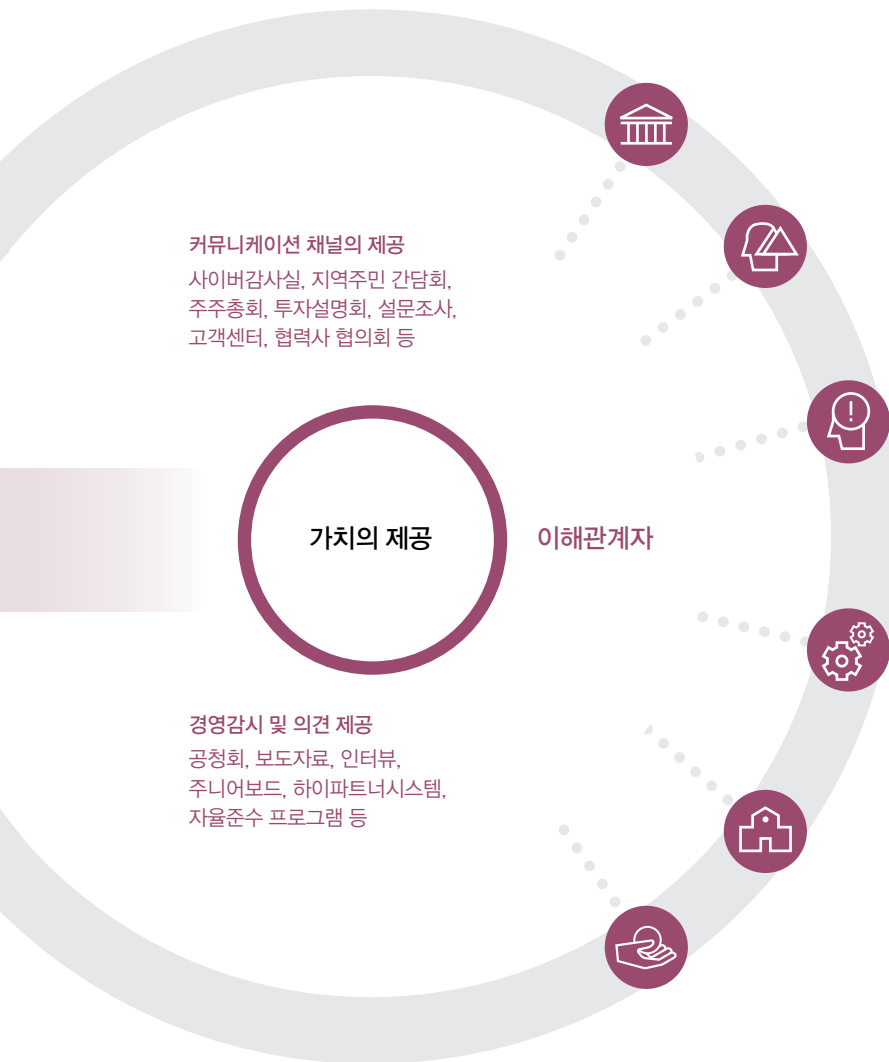 커뮤니케이션 채널의 제공
사이버감사실, 지역주민 간담회,
주주총회, 투자설명회, 설문조사,
고객센터, 협력사 협의회 등
가치의 제공
이해관계자
경영감시 및 의견 제공
공청회, 보도자료, 인터뷰,
주니어보드, 하이파트너시스템,
자율준수 프로그램 등